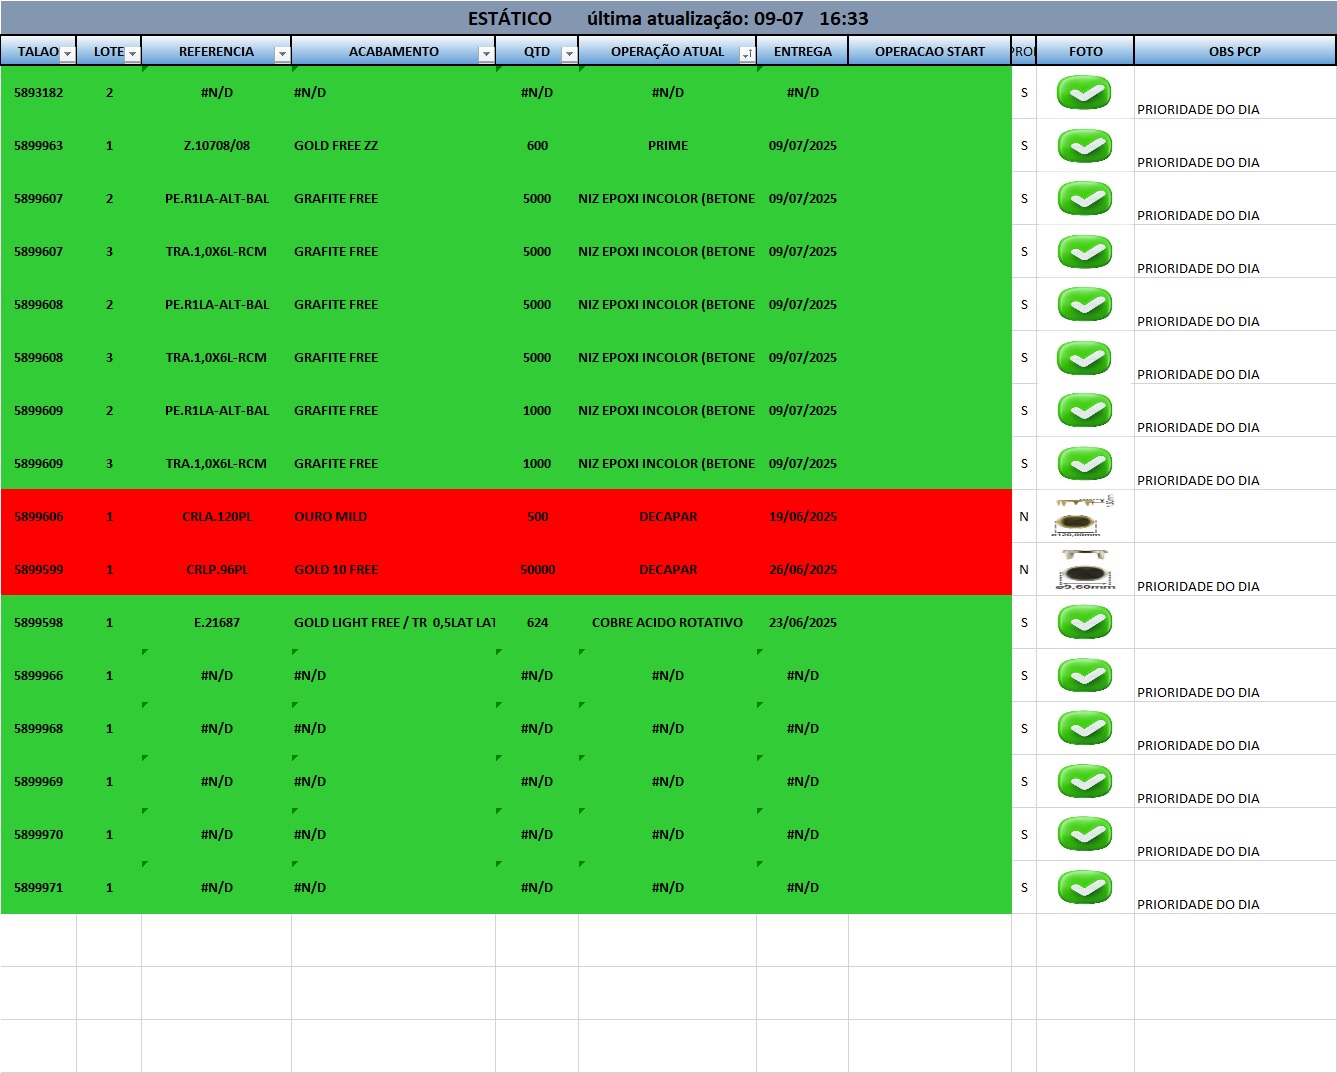 ESTÁTICO última atualização: 09-07 16:33
TALAO LOTE REFERENCIA ACABAMENTO QTD OPERAÇÃO ATUAL ENTREGA OPERACAO START PRO FOTO OBS PCP
5893182 2 #N/D #N/D #N/D #N/D #N/D S PRIORIDADE DO DIA
5899963 1 Z.10708/08 GOLD FREE ZZ 600 PRIME 09/07/2025 S PRIORIDADE DO DIA
5899607 2 PE.R1LA-ALT-BAL GRAFITE FREE 5000 NIZ EPOXI INCOLOR (BETONE 09/07/2025 S PRIORIDADE DO DIA
5899607 3 TRA.1,0X6L-RCM GRAFITE FREE 5000 NIZ EPOXI INCOLOR (BETONE 09/07/2025 S PRIORIDADE DO DIA
5899608 2 PE.R1LA-ALT-BAL GRAFITE FREE 5000 NIZ EPOXI INCOLOR (BETONE 09/07/2025 S PRIORIDADE DO DIA
5899608 3 TRA.1,0X6L-RCM GRAFITE FREE 5000 NIZ EPOXI INCOLOR (BETONE 09/07/2025 S PRIORIDADE DO DIA
5899609 2 PE.R1LA-ALT-BAL GRAFITE FREE 1000 NIZ EPOXI INCOLOR (BETONE 09/07/2025 S PRIORIDADE DO DIA
5899609 3 TRA.1,0X6L-RCM GRAFITE FREE 1000 NIZ EPOXI INCOLOR (BETONE 09/07/2025 S PRIORIDADE DO DIA
5899606 1 CRLA.120PL OURO MILD 500 DECAPAR 19/06/2025 N
5899599 1 CRLP.96PL GOLD 10 FREE 50000 DECAPAR 26/06/2025 N PRIORIDADE DO DIA
5899598 1 E.21687 GOLD LIGHT FREE / TR 0,5LAT LAT 624 COBRE ACIDO ROTATIVO 23/06/2025 S
5899966 1 #N/D #N/D #N/D #N/D #N/D S PRIORIDADE DO DIA
5899968 1 #N/D #N/D #N/D #N/D #N/D S PRIORIDADE DO DIA
5899969 1 #N/D #N/D #N/D #N/D #N/D S PRIORIDADE DO DIA
5899970 1 #N/D #N/D #N/D #N/D #N/D S PRIORIDADE DO DIA
5899971 1 #N/D #N/D #N/D #N/D #N/D S PRIORIDADE DO DIA